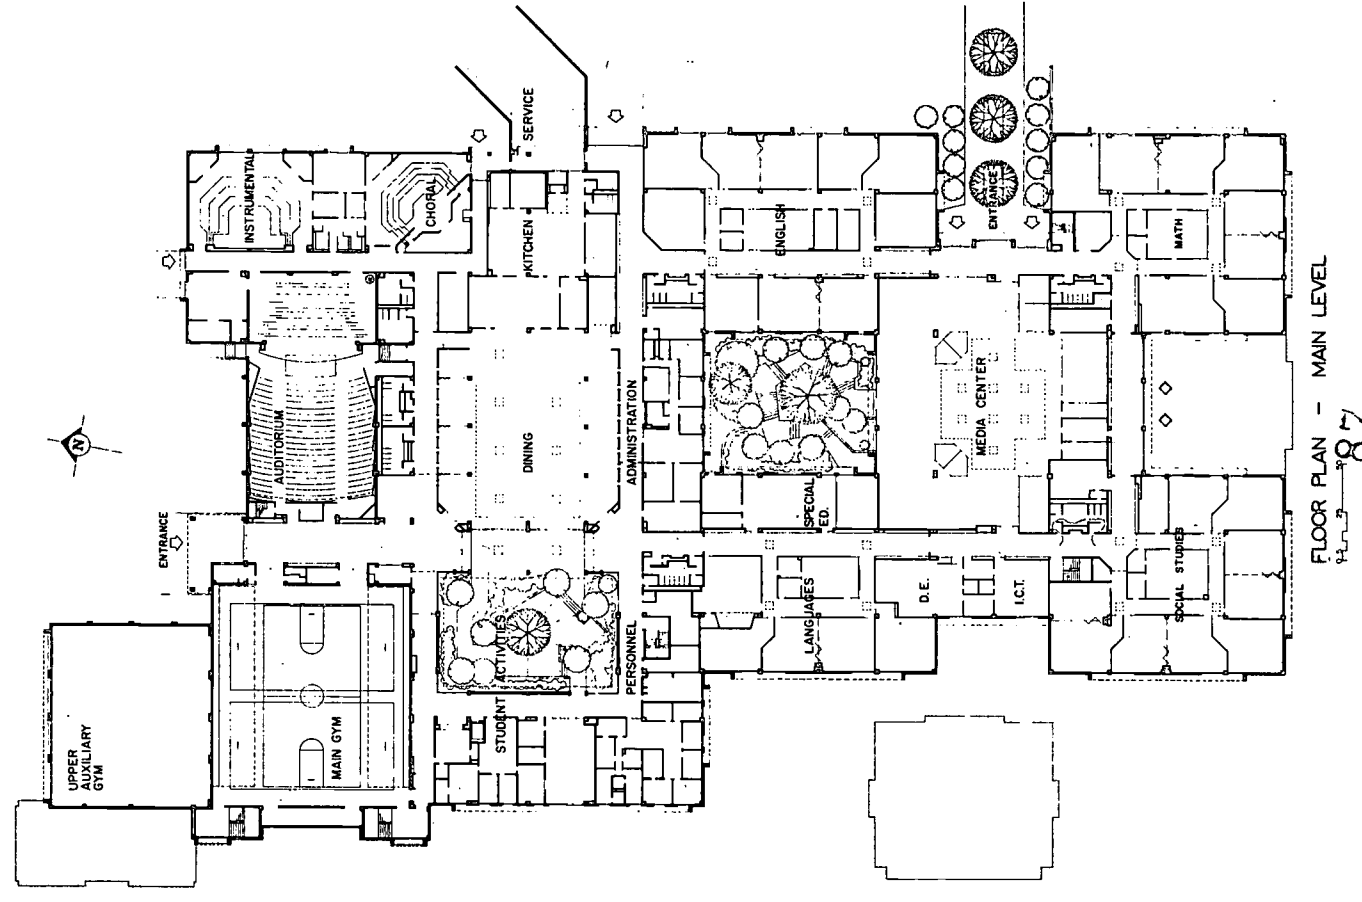 SERVICE
INSTRUMENTAL
CHORAL
KITCHEN
ENGLISH
ENTRANCE
MATH
AUDITORIUM
DINING
ADMINISTRATION
MEDIA CENTER
N
ENTRANCE
SPECIAL
ED.
LANGUAGES
D.E.
I.C.T.
SOCIAL STUDIES
UPPER
AUXILIARY
GYM
MAIN GYM
STUDENT ACTIVITIES
PERSONNEL
FLOOR PLAN - MAIN LEVEL
87